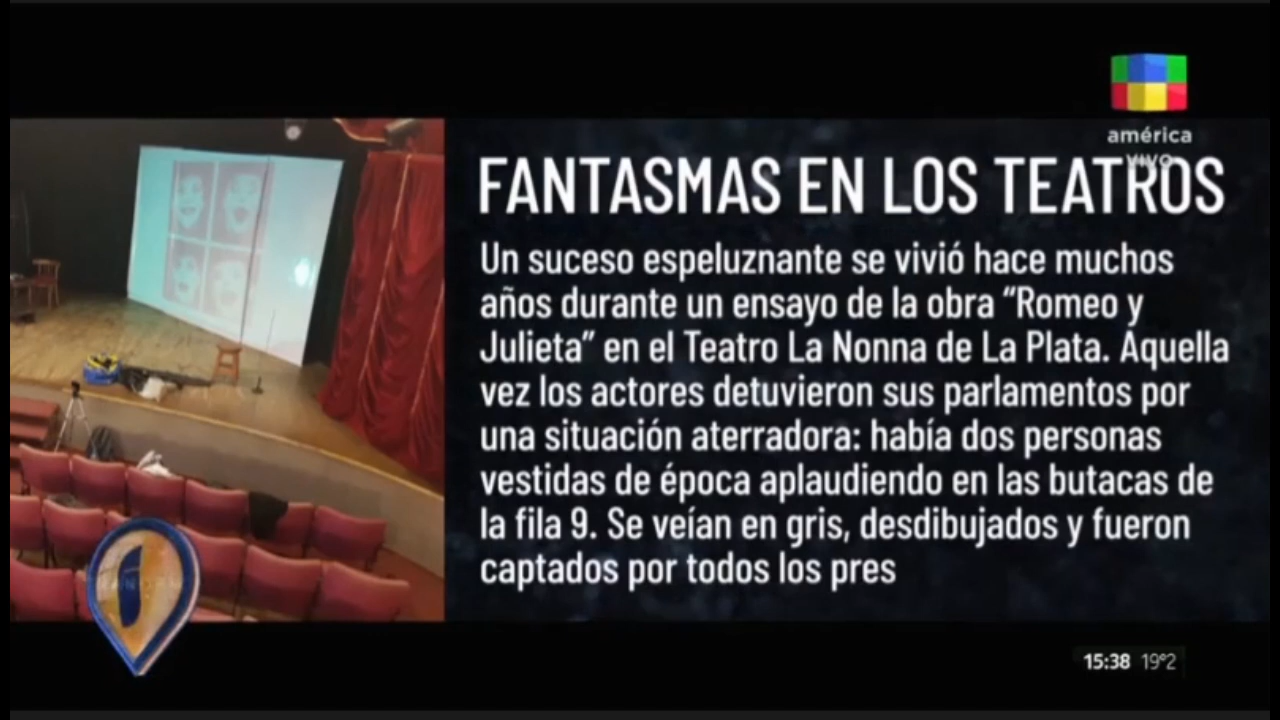 américa
vivo
FANTASMAS EN LOS TEATROS
Un suceso espeluznante se vivió hace muchos
años durante un ensayo de la obra “Romeo y
Julieta” en el Teatro La Nonna de La Plata. Aquella
vez los actores detuvieron sus parlamentos por
una situación aterradora: había dos personas
vestidas de época aplaudiendo en las butacas de
la fila 9. Se veían en gris, desdibujados y fueron
captados por todos los pres
15:38 19°2